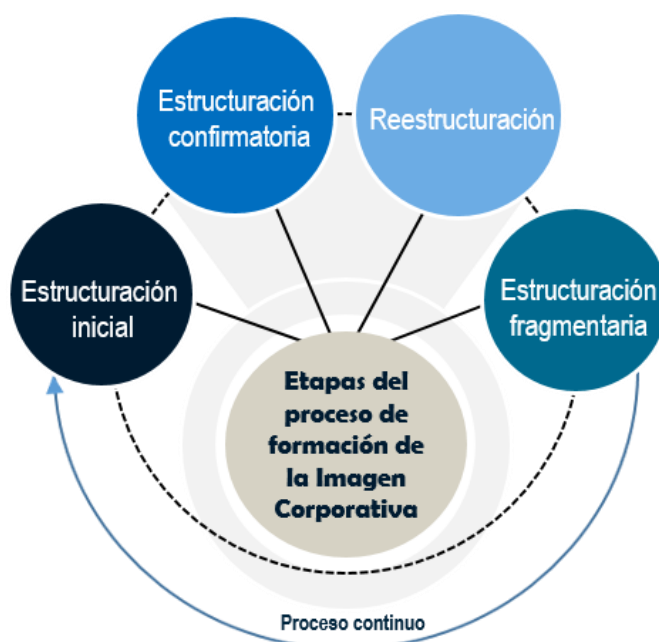 Estructuración
confirmatoria
Reestructuración
Estructuración
inicial
Estructuración
fragmentaria
Etapas del
proceso de
formación de
la Imagen
Corporativa
Proceso continuo